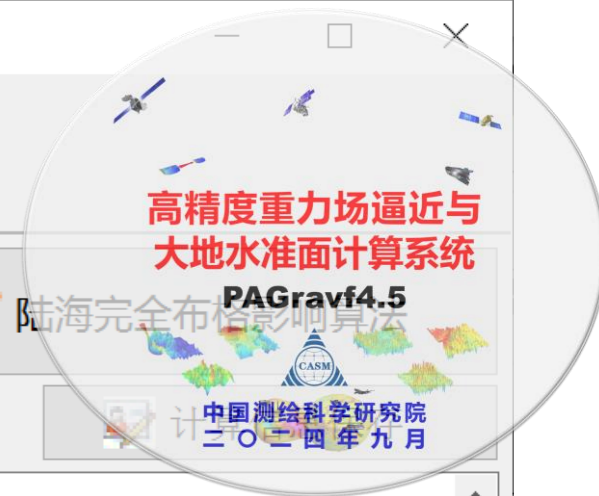 高精度重力场逼近与
大地水准面计算系统
PAGravf4.5
陆海完全布格影响算法
CASM
中国测绘科学研究院
二〇二四年九月